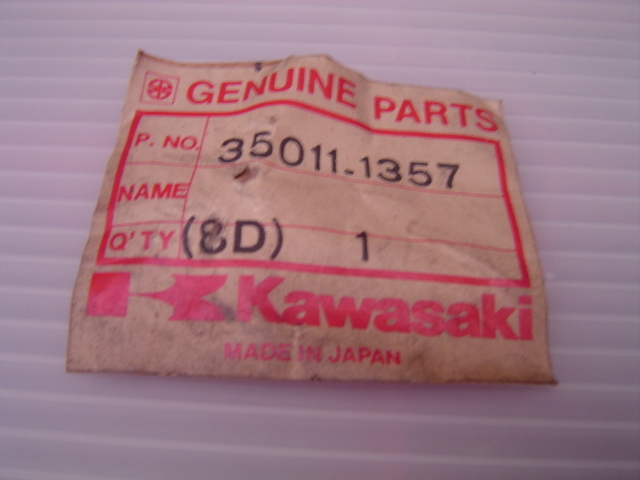 GENUINE PARTS
P. NO. 35011-1357
NAME
Q'TY (8D) 1
Kawasaki
MADE IN JAPAN